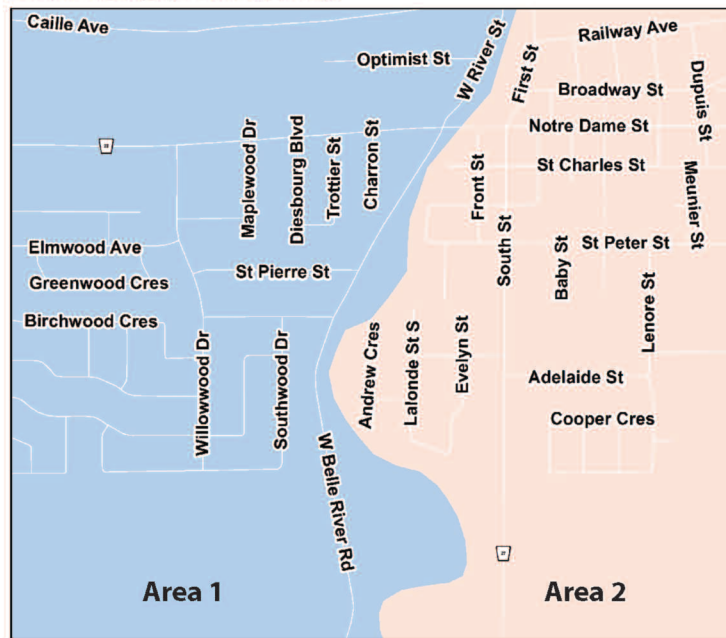 Caille Ave
Optimist St
W River St
First St
Railway Ave
Broadway St
Dupuis St
Notre Dame St
Maplewood Dr
Diesbourg Blvd
Trottier St
Charron St
Front St
St Charles St
Meunier St
Elmwood Ave
South St
Baby St
St Peter St
St Pierre St
Greenwood Cres
Lenore St
Birchwood Cres
Willowwood Dr
Southwood Dr
Andrew Cres
Lalonde St S
Evelyn St
Adelaide St
Cooper Cres
W Belle River Rd
Area 1
Area 2